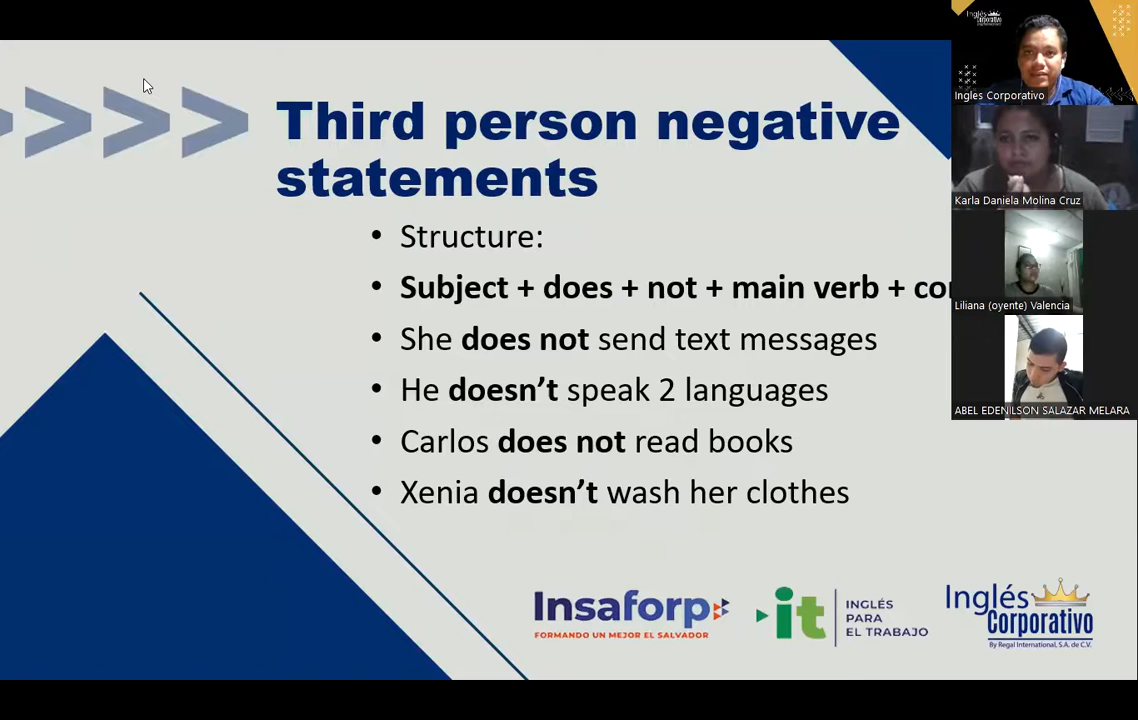 Third person negative
statements
• Structure:
• Subject + does + not + main verb + co
• She does not send text messages
• He doesn’t speak 2 languages
• Carlos does not read books
• Xenia doesn’t wash her clothes
Insaforp
FORMANDO UN MEJOR EL SALVADOR
it
INGLÉS
PARA
EL TRABAJO
Inglés
Corporativo
By Regal International, S.A. de C.V.
Inglés
Corporativo
Ingles Corporativo
Karla Daniela Molina Cruz
Liliana (oyente) Valencia
ABEL EDENILSON SALAZAR MELARA